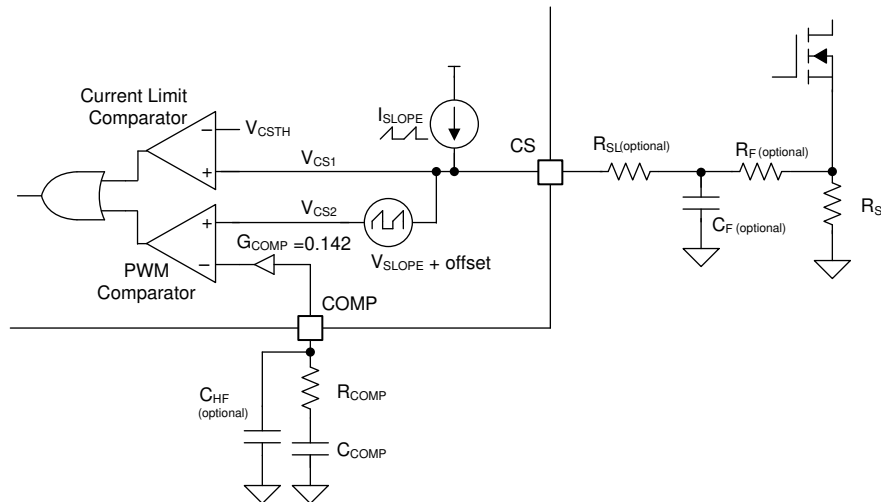 Current Limit
Comparator
V_CSTH
V_CS1
I_SLOPE
CS
R_SL(optional)
R_F (optional)
R_S
C_F (optional)
V_CS2
G_COMP =0.142
V_SLOPE + offset
PWM
Comparator
COMP
C_HF
(optional)
R_COMP
C_COMP